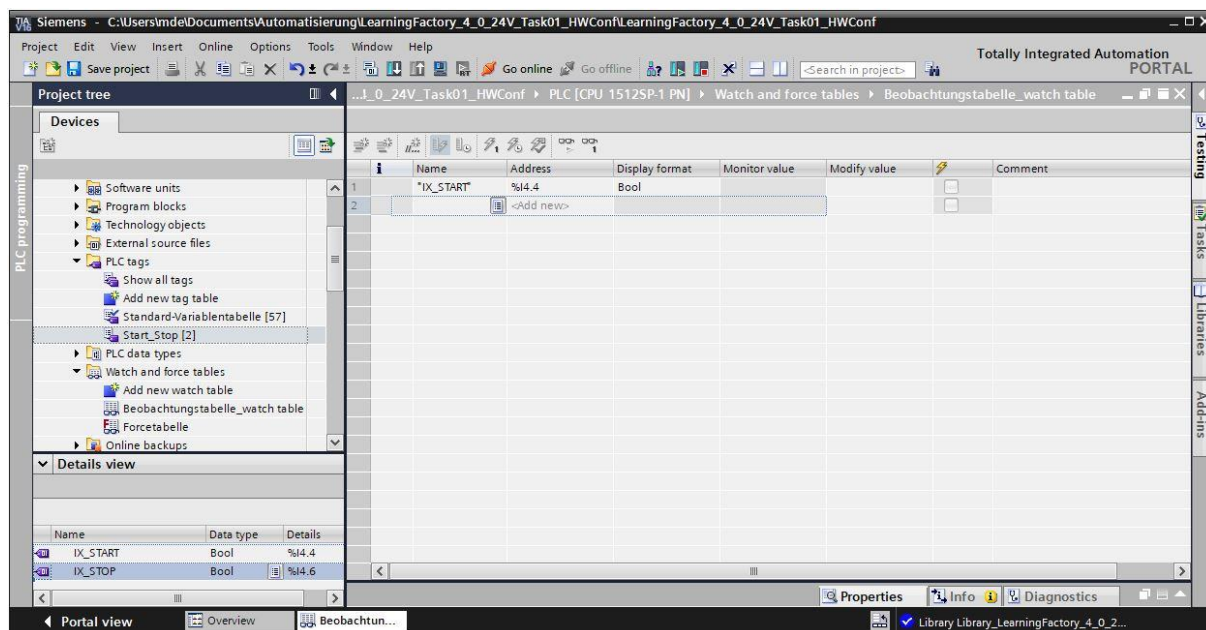 Siemens - C:\Users\mde\Documents\Automatisierung\LearningFactory_4_0_24V_Task01_HWConf\LearningFactory_4_0_24V_Task01_HWConf
Project Edit View Insert Online Options Tools Window Help
Save project Go online Go offline <Search in project>
Totally Integrated Automation
PORTAL
Project tree
...4_0_24V_Task01_HWConf PLC [CPU 1512SP-1 PN] Watch and force tables Beobachtungstabelle_watch table
Devices
PLC programming
Software units
Program blocks
Technology objects
External source files
PLC tags
Show all tags
Add new tag table
Standard-Variablentabelle [57]
Start_Stop [2]
PLC data types
Watch and force tables
Add new watch table
Beobachtungstabelle_watch table
Forcetabelle
Online backups
Details view
Name Data type Details
IX_START Bool %I4.4
IX_STOP Bool %I4.6
i Name Address Display format Monitor value Modify value Comment
1 "IX_START" %I4.4 Bool
2 <Add new>
Testing
Tasks
Libraries
Add-ins
Properties Info Diagnostics
Portal view Overview Beobachtun... Library Library_LearningFactory_4_0_2...